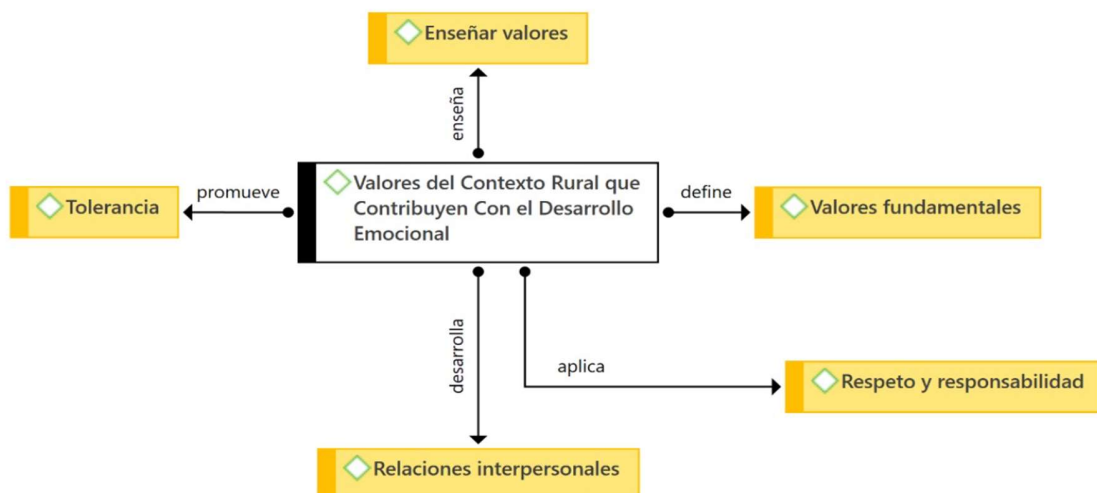 Enseñar valores
enseña
Valores del Contexto Rural que
Contribuyen Con el Desarrollo
Emocional
promueve
Tolerancia
define
Valores fundamentales
desarrolla
aplica
Respeto y responsabilidad
Relaciones interpersonales